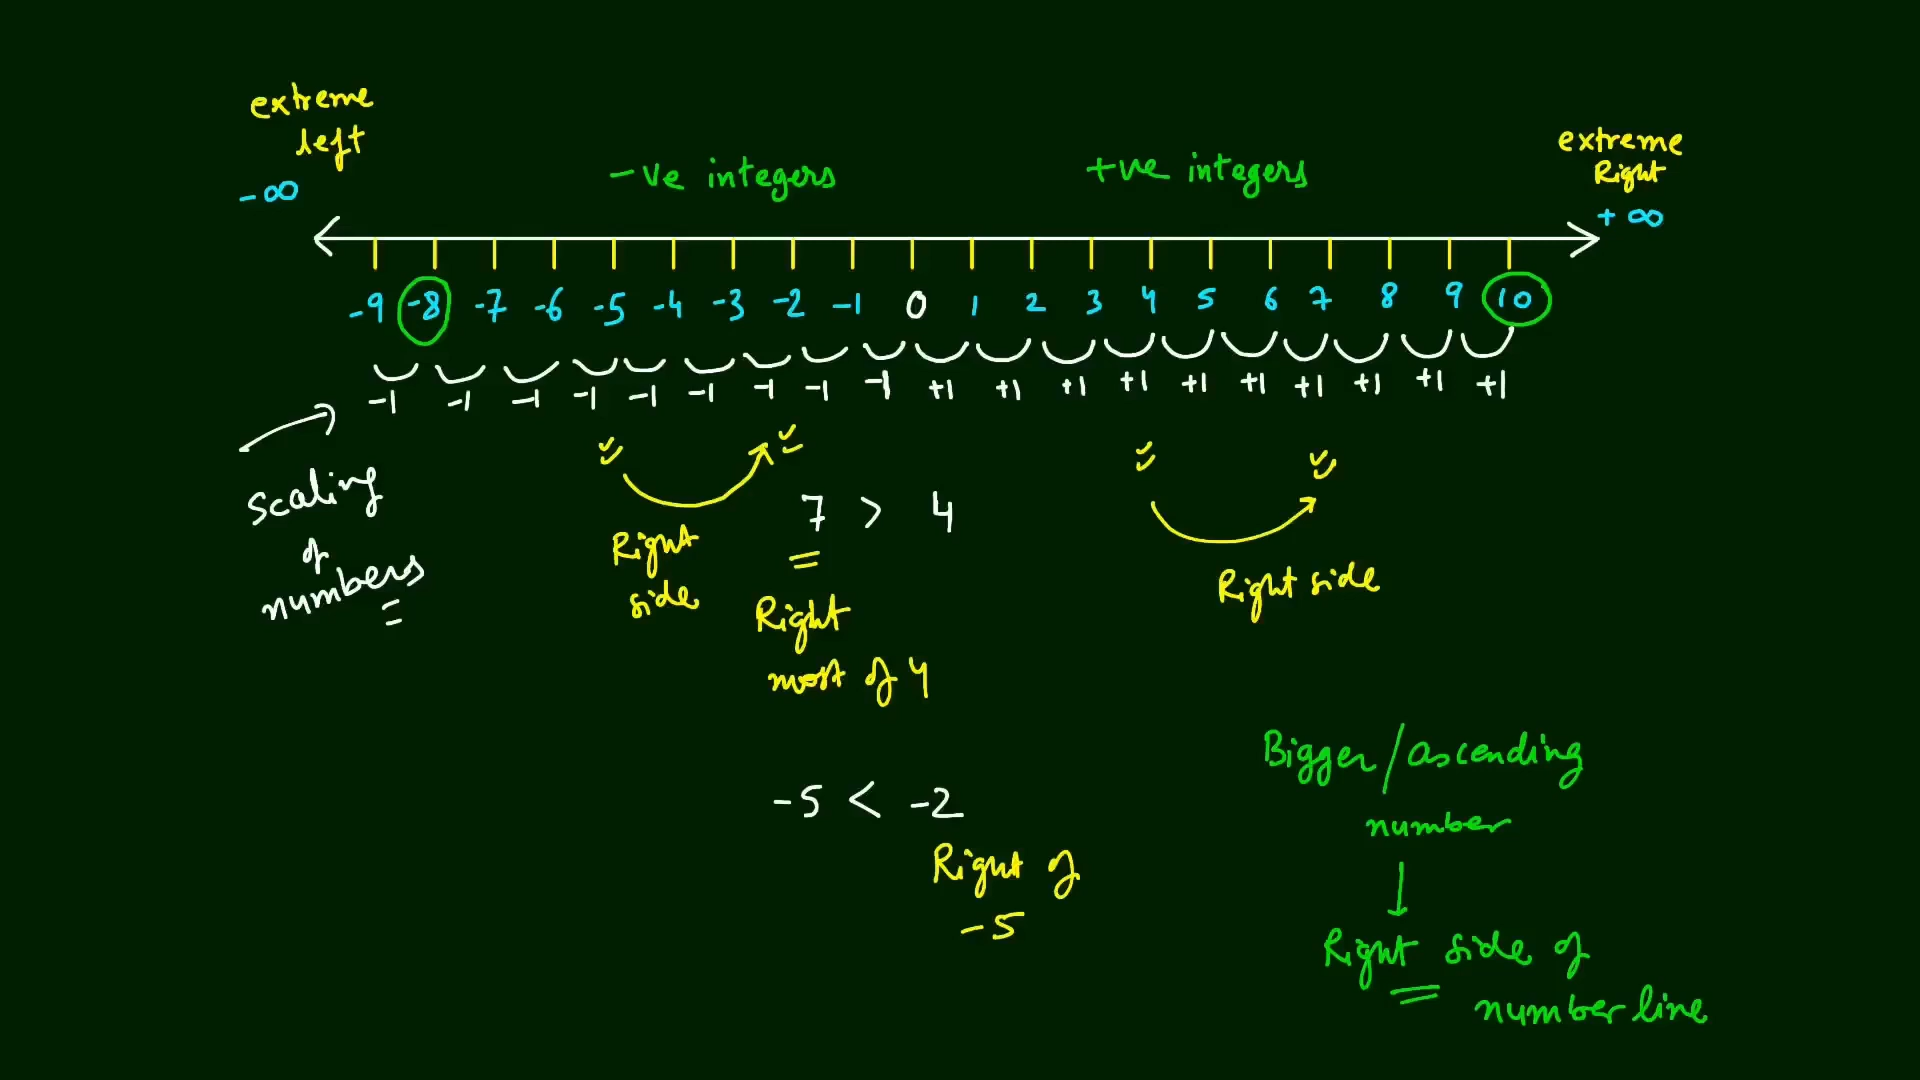 extreme
left
-∞
-ve integers
+ve integers
extreme
Right
+ ∞
-9 -8 -7 -6 -5 -4 -3 -2 -1 0 1 2 3 4 5 6 7 8 9 10
-1 -1 -1 -1 -1 -1 -1 -1 -1 +1 +1 +1 +1 +1 +1 +1 +1 +1 +1
scaling
of
numbers
Right
side
7 > 4
Right
most of 4
Right side
-5 < -2
Right of
-5
Bigger/ascending
number
Right side of
number line